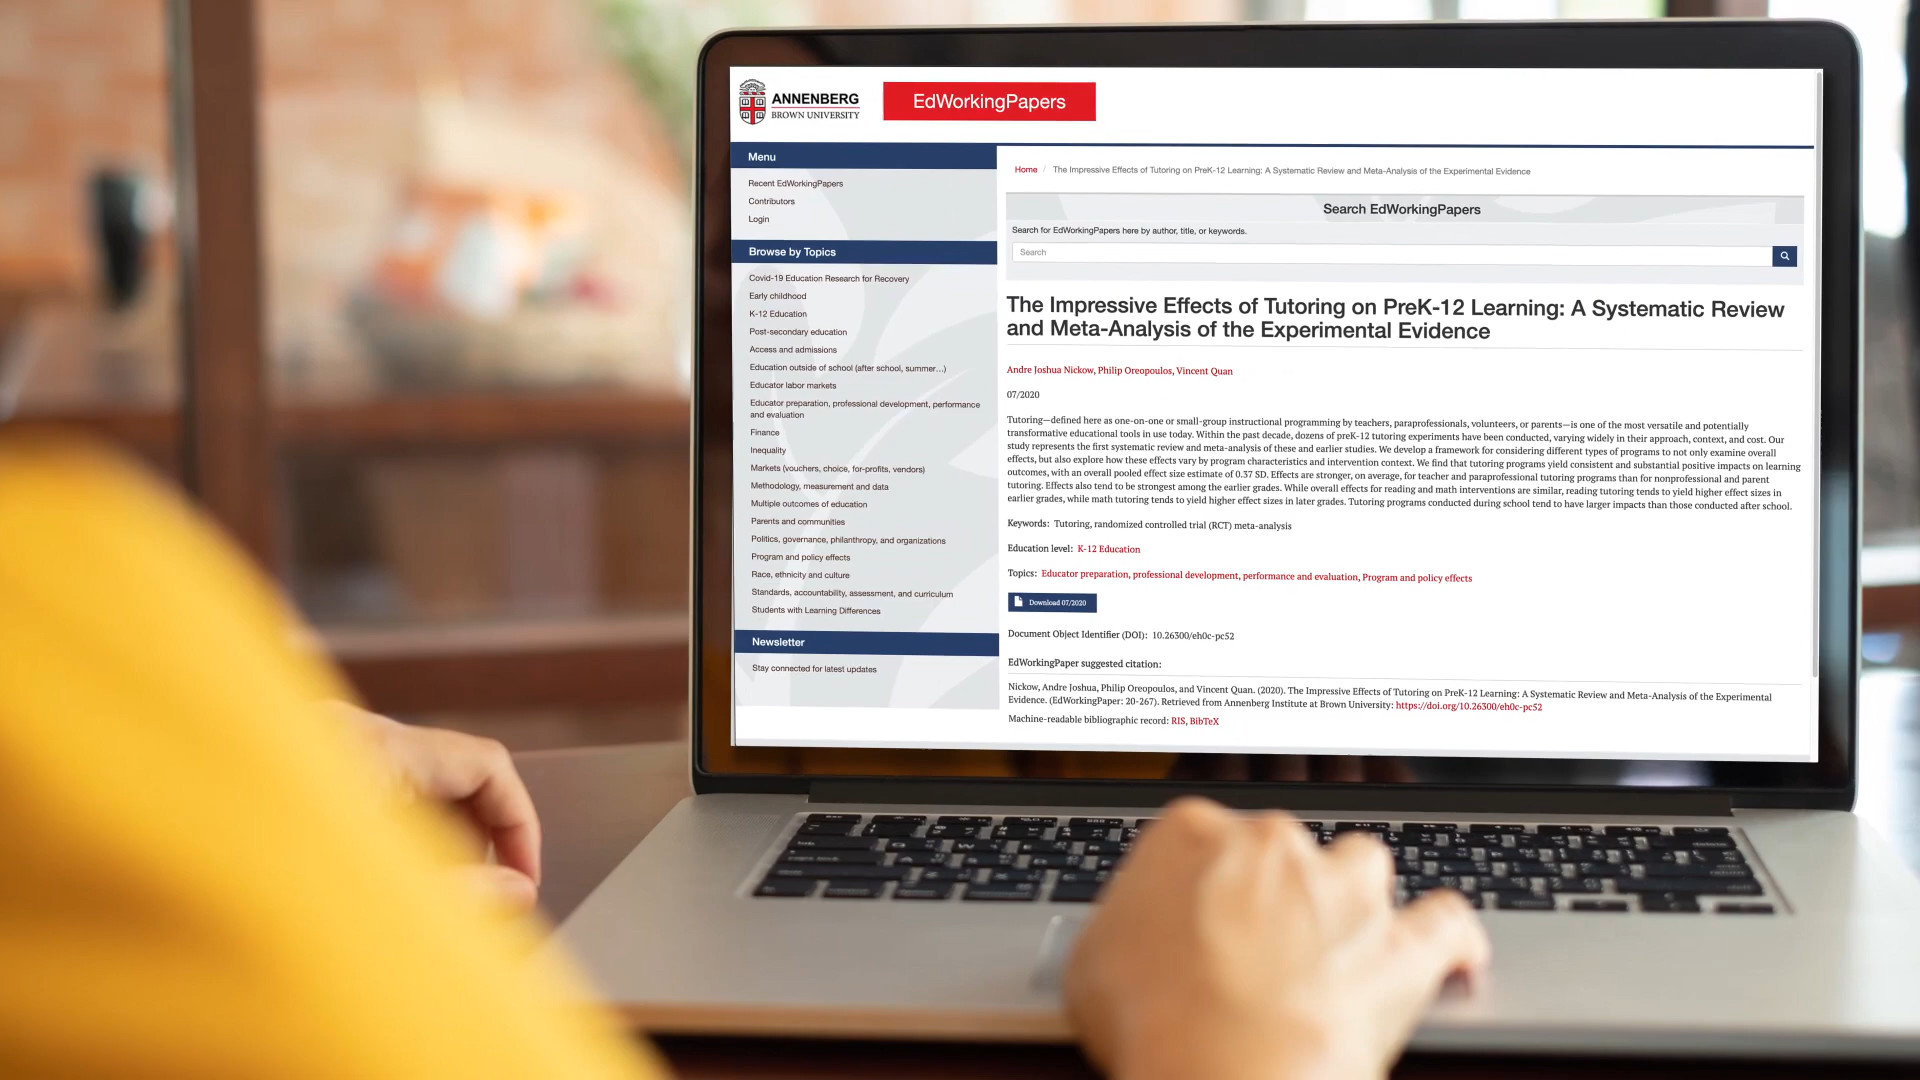 ANNENBERG
BROWN UNIVERSITY
EdWorkingPapers
Menu
Recent EdWorkingPapers
Contributors
Login
Browse by Topics
Covid-19 Education Research for Recovery
Early childhood
K-12 Education
Post-secondary education
Access and admissions
Education outside of school (after school, summer...)
Educator labor markets
Educator preparation, professional development, performance
and evaluation
Finance
Inequality
Markets (vouchers, choice, for-profits, vendors)
Methodology, measurement and data
Multiple outcomes of education
Parents and communities
Politics, governance, philanthropy, and organizations
Program and policy effects
Race, ethnicity and culture
Standards, accountability, assessment, and curriculum
Students with Learning Differences
Newsletter
Stay connected for latest updates
Home / The Impressive Effects of Tutoring on PreK-12 Learning: A Systematic Review and Meta-Analysis of the Experimental Evidence
Search EdWorkingPapers
Search for EdWorkingPapers here by author, title, or keywords.
Search
The Impressive Effects of Tutoring on PreK-12 Learning: A Systematic Review
and Meta-Analysis of the Experimental Evidence
Andre Joshua Nickow, Philip Oreopoulos, Vincent Quan
07/2020
Tutoring—defined here as one-on-one or small-group instructional programming by teachers, paraprofessionals, volunteers, or parents—is one of the most versatile and potentially
transformative educational tools in use today. Within the past decade, dozens of preK-12 tutoring experiments have been conducted, varying widely in their approach, context, and cost. Our
study represents the first systematic review and meta-analysis of these and earlier studies. We develop a framework for considering different types of programs to not only examine overall
effects, but also explore how these effects vary by program characteristics and intervention context. We find that tutoring programs yield consistent and substantial positive impacts on learning
outcomes, with an overall pooled effect size estimate of 0.37 SD. Effects are stronger, on average, for teacher and paraprofessional tutoring programs than for nonprofessional and parent
tutoring. Effects also tend to be strongest among the earlier grades. While overall effects for reading and math interventions are similar, reading tutoring tends to yield higher effect sizes in
earlier grades, while math tutoring tends to yield higher effect sizes in later grades. Tutoring programs conducted during school tend to have larger impacts than those conducted after school.
Keywords: Tutoring, randomized controlled trial (RCT) meta-analysis
Education level: K-12 Education
Topics: Educator preparation, professional development, performance and evaluation, Program and policy effects
Download 07/2020
Document Object Identifier (DOI): 10.26300/eh0c-pc52
EdWorkingPaper suggested citation:
Nickow, Andre Joshua, Philip Oreopoulos, and Vincent Quan. (2020). The Impressive Effects of Tutoring on PreK-12 Learning: A Systematic Review and Meta-Analysis of the Experimental
Evidence. (EdWorkingPaper: 20-267). Retrieved from Annenberg Institute at Brown University: https://doi.org/10.26300/eh0c-pc52
Machine-readable bibliographic record: RIS, BibTeX